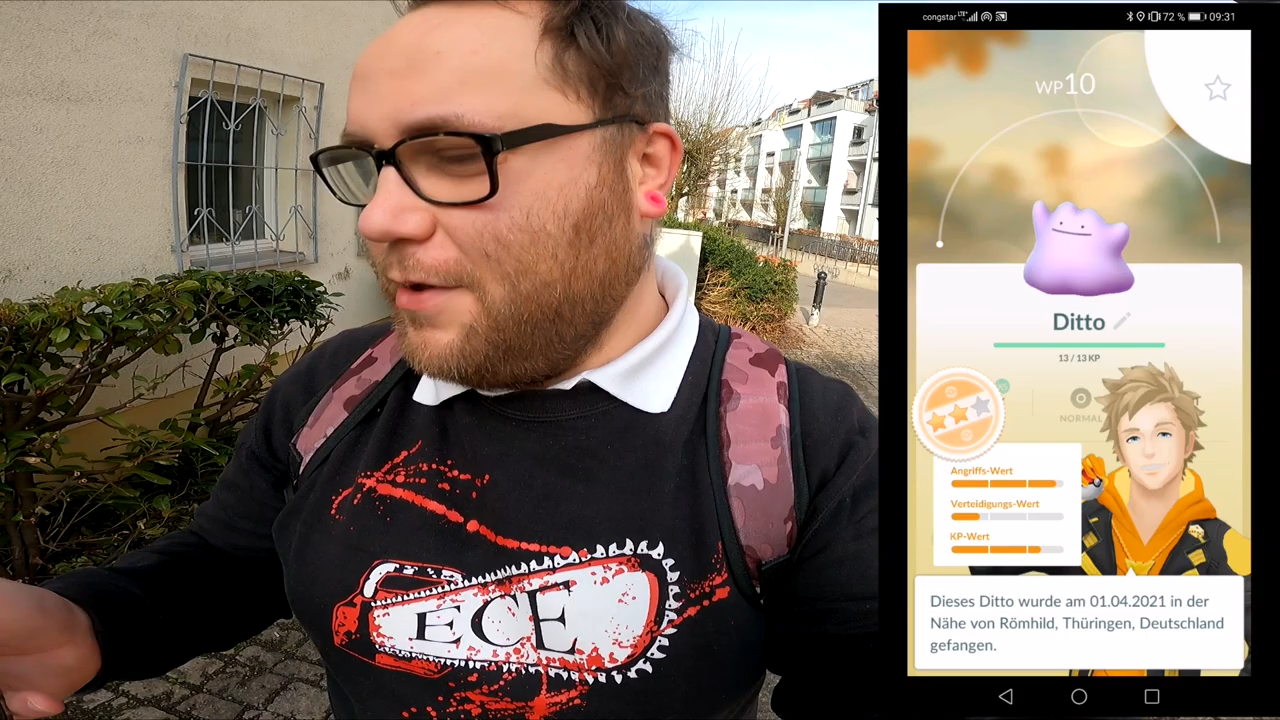 ECE
congstar LTE+
72 % 09:31
WP10
Ditto
13 / 13 KP
NORMAL
Angriffs-Wert
Verteidigungs-Wert
KP-Wert
Dieses Ditto wurde am 01.04.2021 in der
Nähe von Römhild, Thüringen, Deutschland
gefangen.